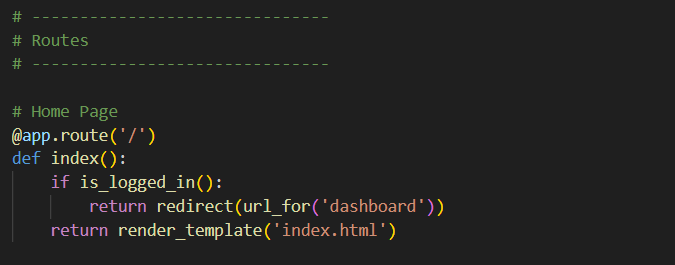 # -------------------------------
# Routes
# -------------------------------

# Home Page
@app.route('/')
def index():
    if is_logged_in():
        return redirect(url_for('dashboard'))
    return render_template('index.html')